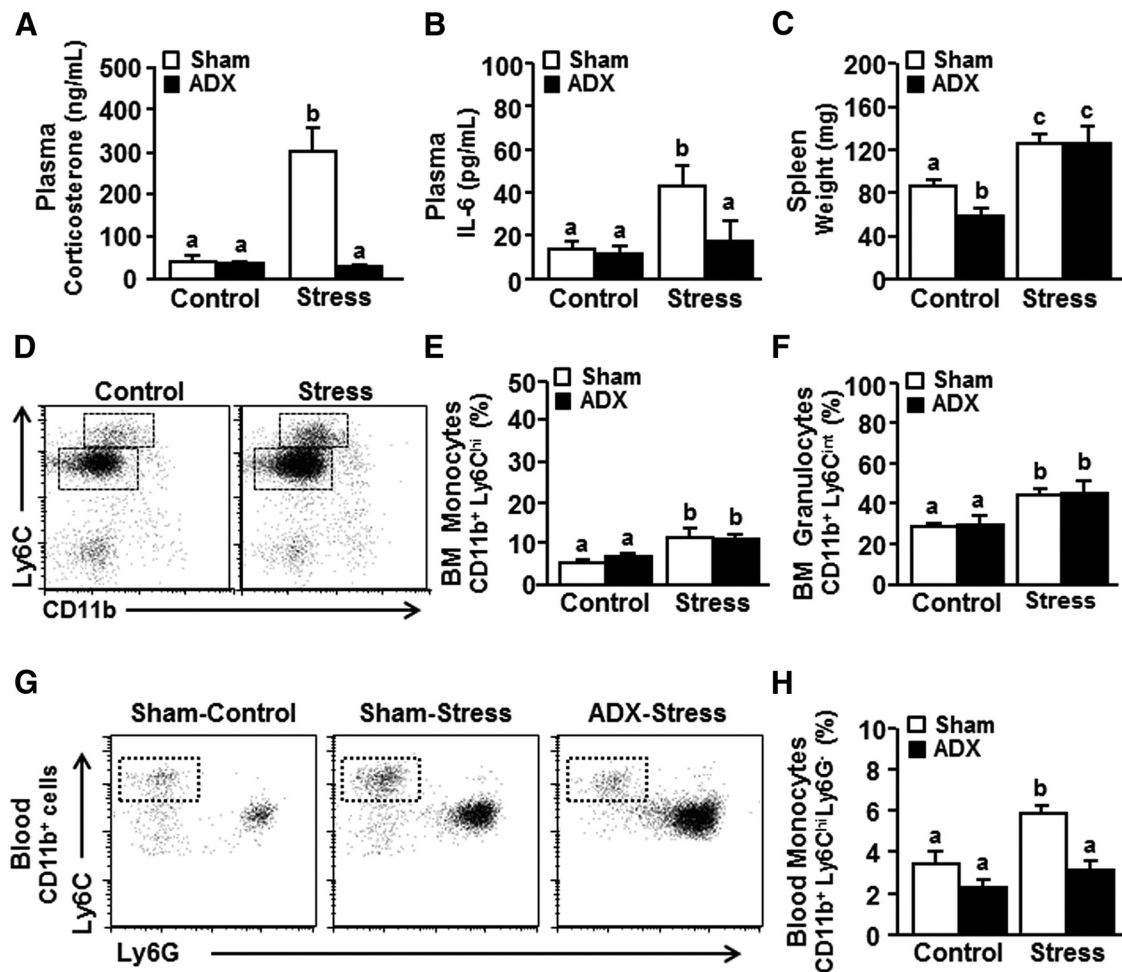 A
Sham
ADX
Plasma
Corticosterone (ng/mL)
500
400
300
200
100
0
a
a
b
a
Control
Stress
B
Sham
ADX
Plasma
IL-6 (pg/mL)
100
80
60
40
20
0
a
a
b
a
Control
Stress
C
Sham
ADX
Spleen
Weight (mg)
200
160
120
80
40
0
a
b
c
c
Control
Stress
D
Control
Stress
Ly6C
CD11b
E
Sham
ADX
BM Monocytes
CD11b⁺ Ly6Cʰⁱ (%)
50
40
30
20
10
0
a
a
b
b
Control
Stress
F
Sham
ADX
BM Granulocytes
CD11b⁺ Ly6Cⁱⁿᵗ (%)
100
80
60
40
20
0
a
a
b
b
Control
Stress
G
Sham-Control
Sham-Stress
ADX-Stress
Blood
CD11b⁺ cells
Ly6C
Ly6G
H
Sham
ADX
Blood Monocytes
CD11b⁺ Ly6CʰⁱLy6G⁻ (%)
10
8
6
4
2
0
a
a
b
a
Control
Stress